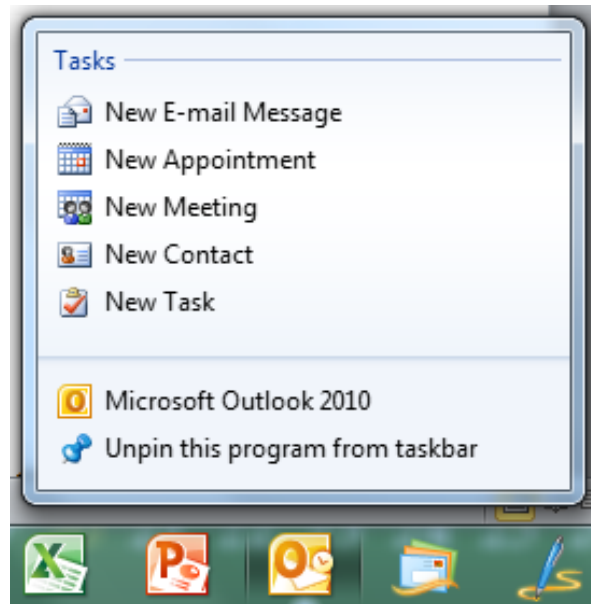 Tasks
New E-mail Message
New Appointment
New Meeting
New Contact
New Task
Microsoft Outlook 2010
Unpin this program from taskbar